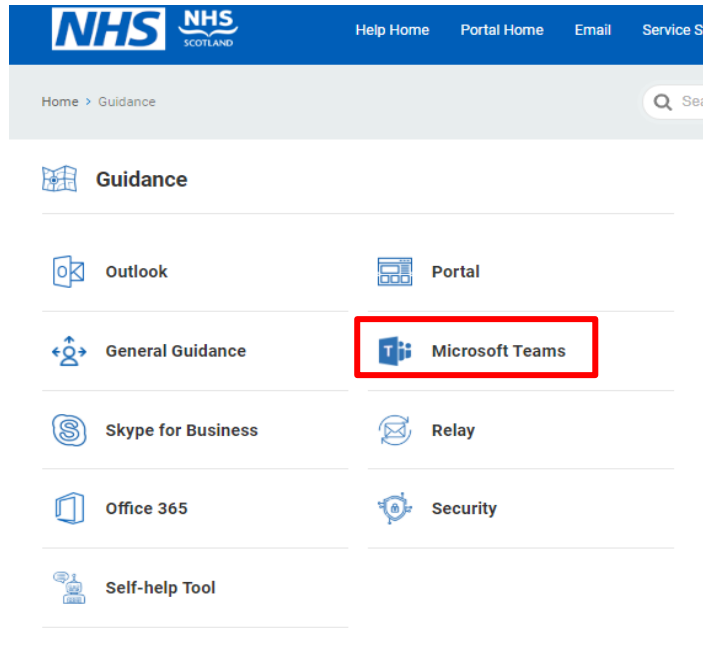 NHS NHS SCOTLAND Help Home Portal Home Email Service S
Home > Guidance Sea
Guidance
Outlook Portal
General Guidance Microsoft Teams
Skype for Business Relay
Office 365 Security
Self-help Tool